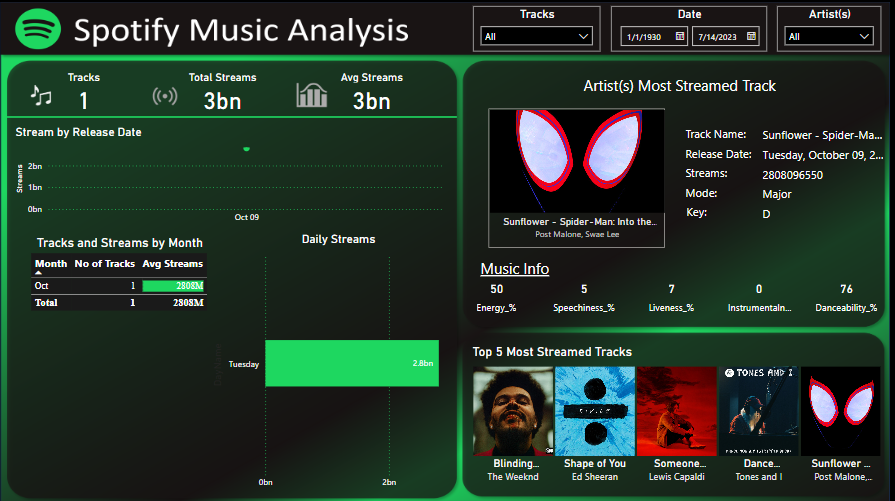 Spotify Music Analysis
Tracks
All
Date
1/1/1930
7/14/2023
Artist(s)
All
Tracks
1
Total Streams
3bn
Avg Streams
3bn
Stream by Release Date
Streams
2bn
1bn
0bn
Oct 09
Tracks and Streams by Month
Month No of Tracks Avg Streams
Oct 1 2808M
Total 1 2808M
Daily Streams
Tuesday
2.8bn
0bn 2bn
Artist(s) Most Streamed Track
Sunflower - Spider-Man: Into the...
Post Malone, Swae Lee
Track Name: Sunflower - Spider-Ma...
Release Date: Tuesday, October 09, 2...
Streams: 2808096550
Mode: Major
Key: D
Music Info
50 5 7 0 76
Energy_% Speechiness_% Liveness_% Instrumentaln... Danceability_%
Top 5 Most Streamed Tracks
TONES AND I
Blinding... Shape of You Someone... Dance... Sunflower ...
The Weeknd Ed Sheeran Lewis Capaldi Tones and I Post Malone,...